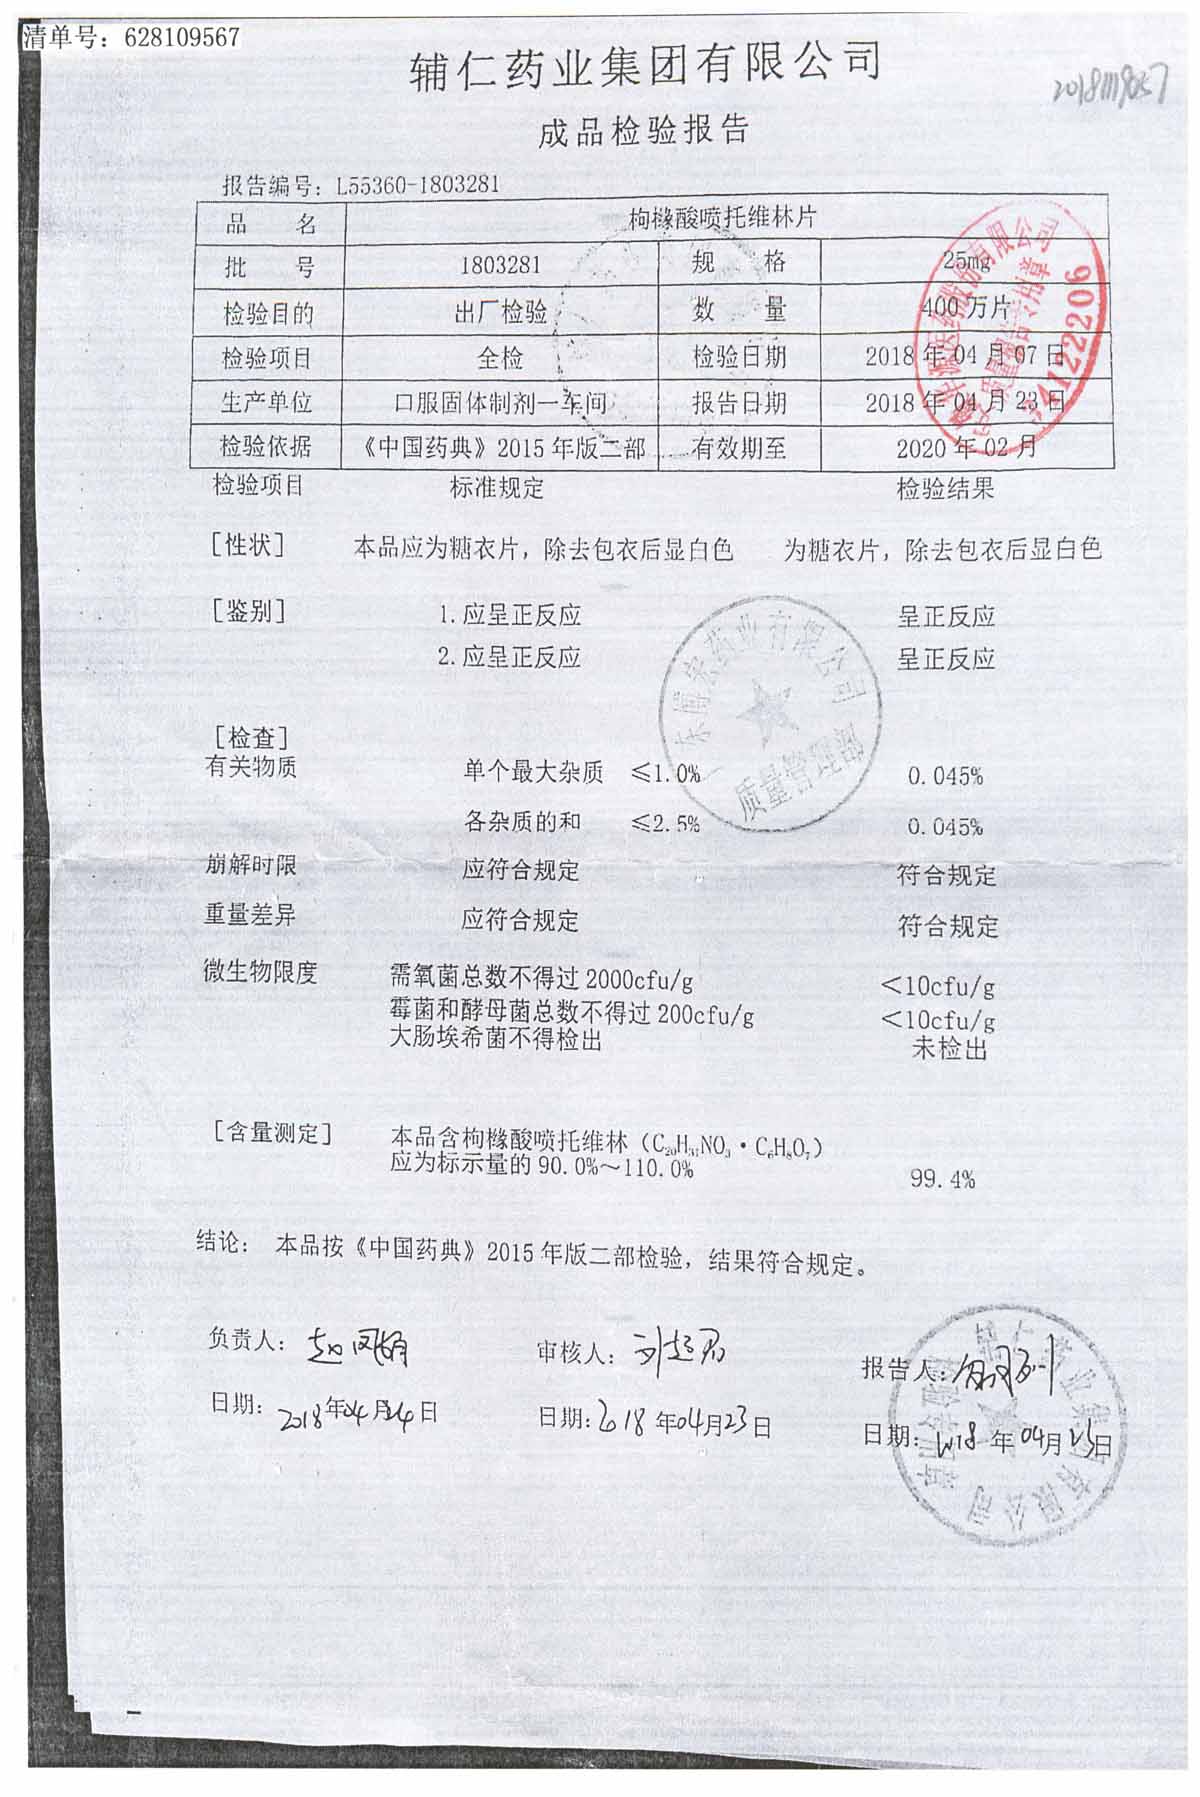 清单号：628109567
辅仁药业集团有限公司
成品检验报告
报告编号：L55360-1803281
品 名 枸橼酸喷托维林片
批 号 1803281 规 格 25mg
检验目的 出厂检验 数 量 400万片
检验项目 全检 检验日期 2018年04月07日
生产单位 口服固体制剂一车间 报告日期 2018年04月23日
检验依据 《中国药典》2015年版二部 有效期至 2020年02月
检验项目 标准规定 检验结果
[性状] 本品应为糖衣片，除去包衣后显白色 为糖衣片，除去包衣后显白色
[鉴别] 1.应呈正反应 呈正反应
2.应呈正反应 呈正反应
[检查]
有关物质 单个最大杂质 ≤1.0% 0.045%
各杂质的和 ≤2.5% 0.045%
崩解时限 应符合规定 符合规定
重量差异 应符合规定 符合规定
微生物限度 需氧菌总数不得过2000cfu/g <10cfu/g
霉菌和酵母菌总数不得过200cfu/g <10cfu/g
大肠埃希菌不得检出 未检出
[含量测定] 本品含枸橼酸喷托维林（C₂₀H₃₁NO₃·C₆H₈O₇）
应为标示量的90.0%～110.0% 99.4%
结论： 本品按《中国药典》2015年版二部检验，结果符合规定。
负责人： 审核人： 报告人：
日期：2018年04月24日 日期：2018年04月23日 日期：2018年04月23日
质量管理部
34122206